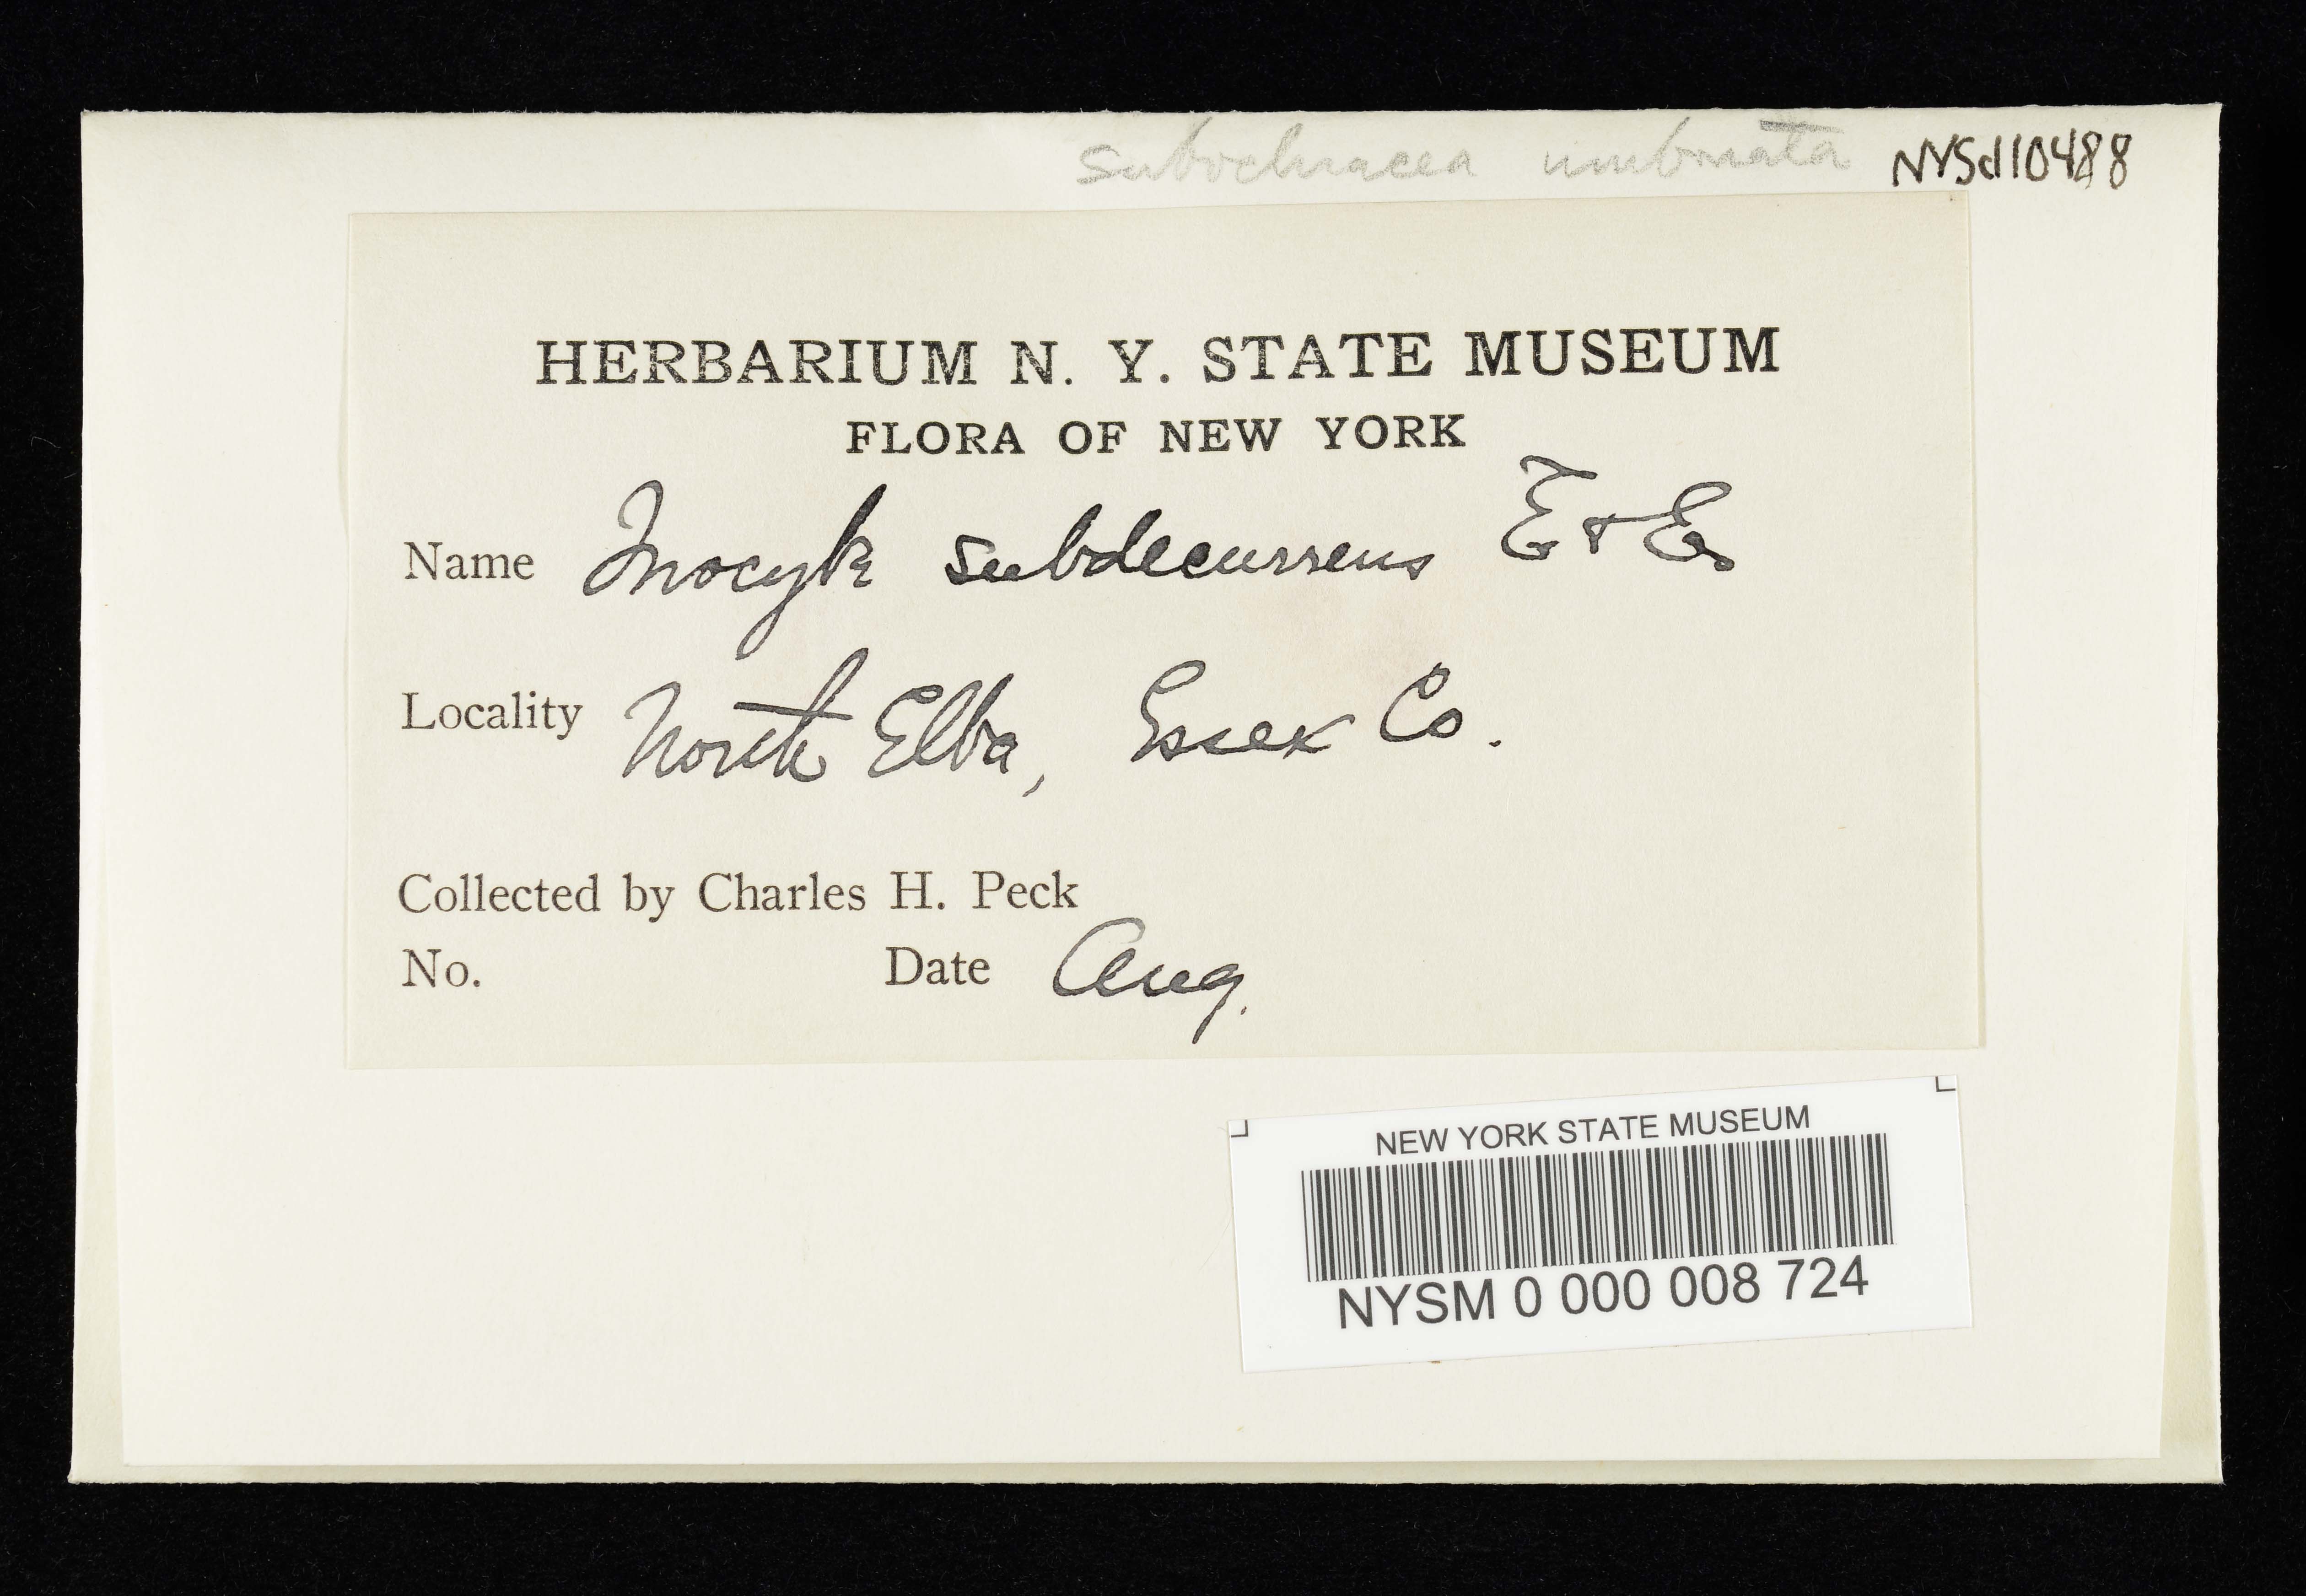 subochracea umbonata NYSd10488
HERBARIUM N. Y. STATE MUSEUM
FLORA OF NEW YORK
Name Inocybe subdecurrens E & E
Locality North Elba, Essex Co.
Collected by Charles H. Peck
No. Date Aug.
NEW YORK STATE MUSEUM
NYSM 0 000 008 724